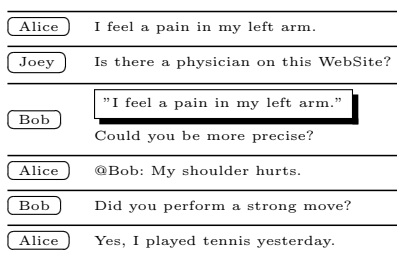 Alice I feel a pain in my left arm.
Joey Is there a physician on this WebSite?
"I feel a pain in my left arm."
Bob
Could you be more precise?
Alice @Bob: My shoulder hurts.
Bob Did you perform a strong move?
Alice Yes, I played tennis yesterday.